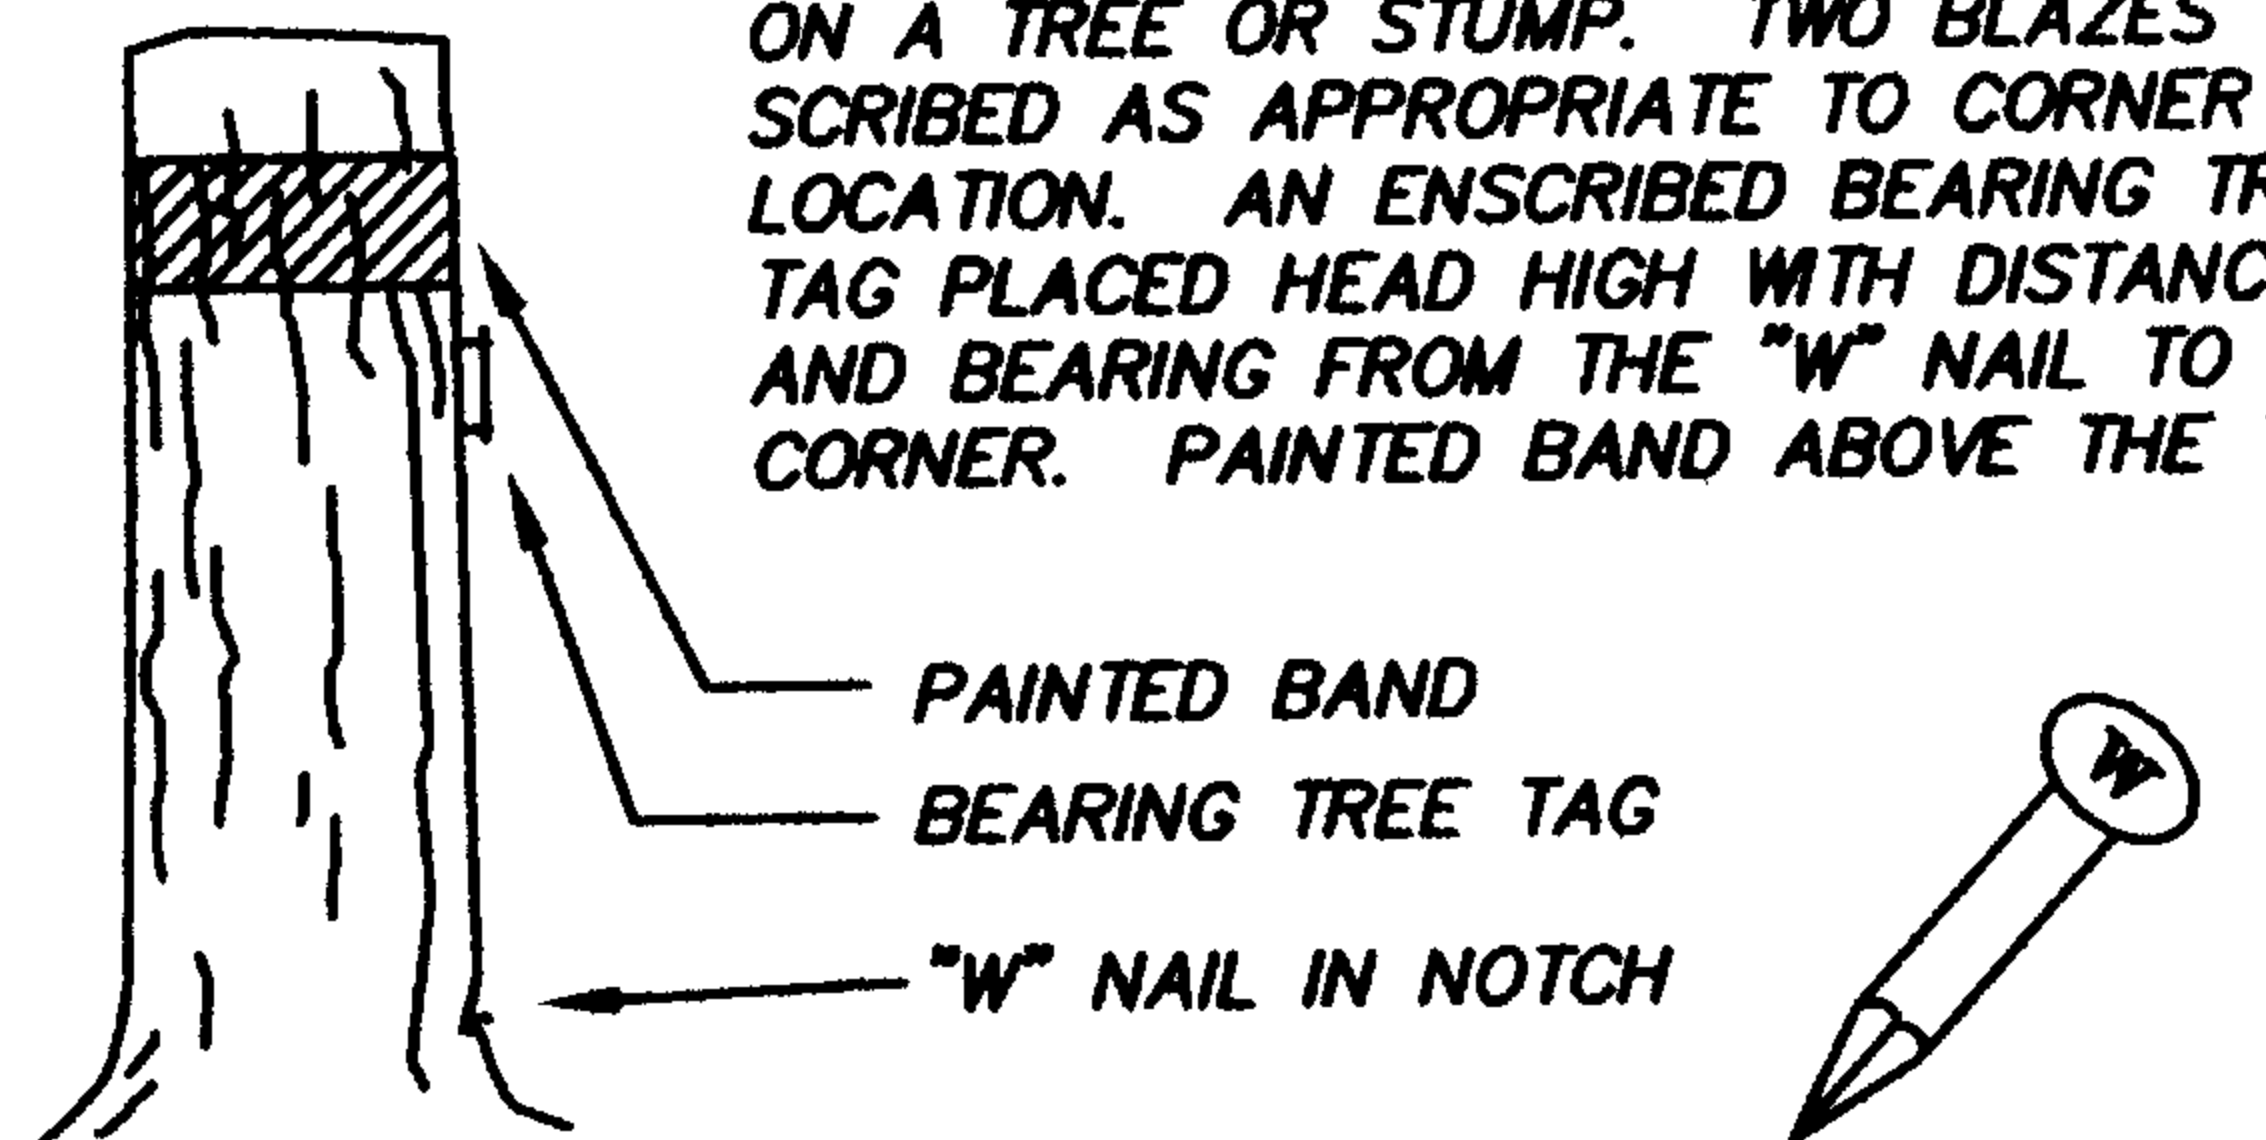 ON A TREE OR STUMP. TWO BLAZES
SCRIBED AS APPROPRIATE TO CORNER
LOCATION. AN ENSCRIBED BEARING
TAG PLACED HEAD HIGH WITH
AND BEARING FROM THE "W" NAIL TO
CORNER. PAINTED BAND ABOVE THE
PAINTED BAND
BEARING TREE TAG
"W" NAIL IN NOTCH
W